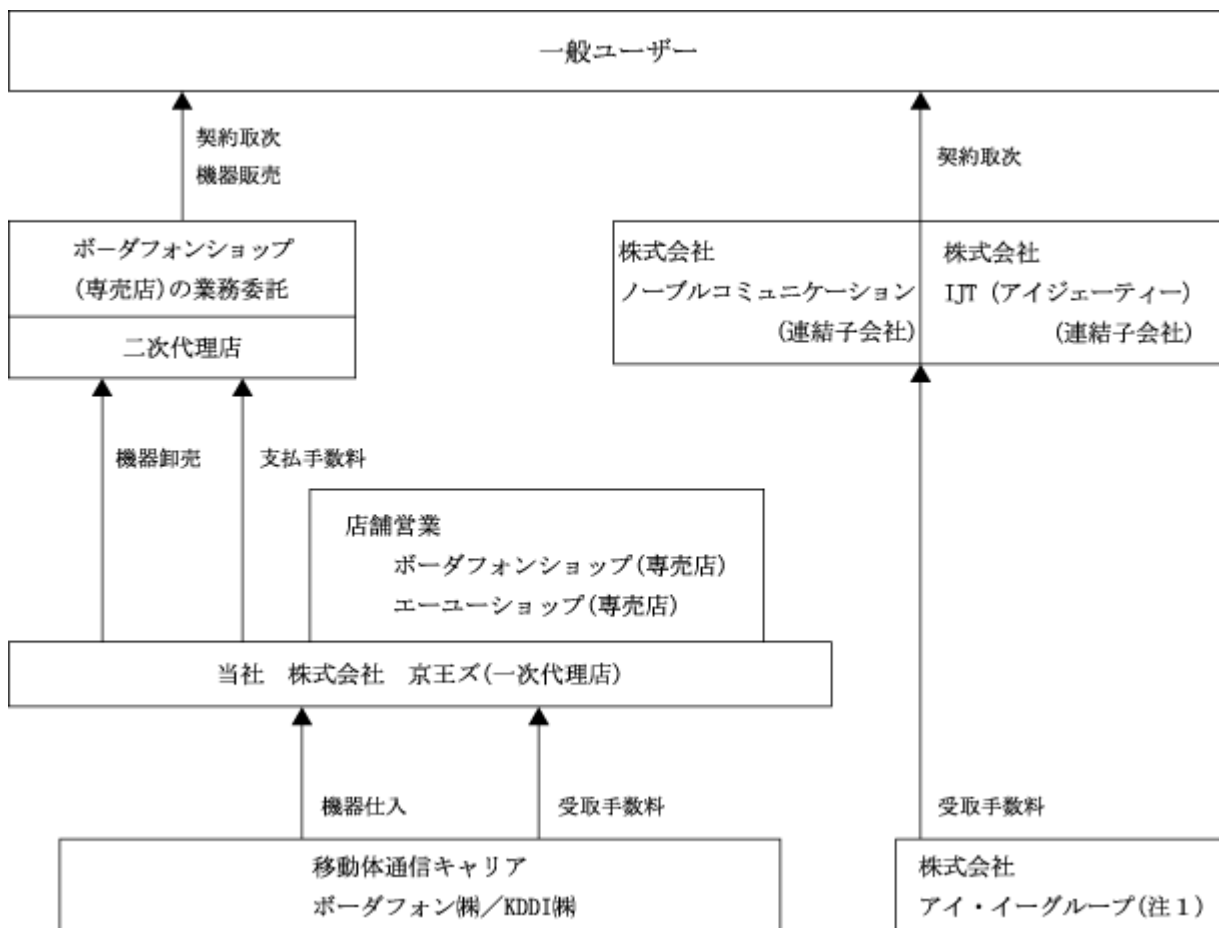 一般ユーザー
契約取次
機器販売
契約取次
ボーダフォンショップ
(専売店)の業務委託
二次代理店
株式会社
ノーブルコミュニケーション
(連結子会社)
株式会社
IJT (アイジェーティー)
(連結子会社)
機器卸売
支払手数料
店舗営業
ボーダフォンショップ(専売店)
エーユーショップ(専売店)
当社 株式会社 京王ズ(一次代理店)
機器仕入
受取手数料
受取手数料
移動体通信キャリア
ボーダフォン㈱／KDDI㈱
株式会社
アイ・イーグループ(注１)